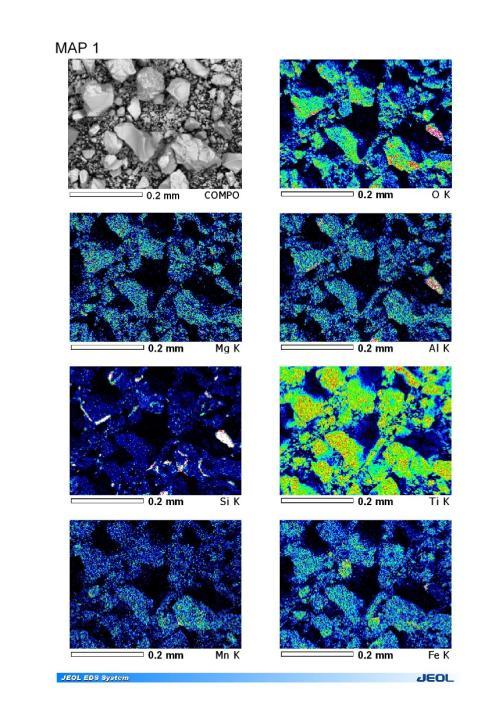 MAP 1
0.2 mm COMPO
0.2 mm O K
0.2 mm Mg K
0.2 mm Al K
0.2 mm Si K
0.2 mm Ti K
0.2 mm Mn K
0.2 mm Fe K
JEOL EDS System JEOL